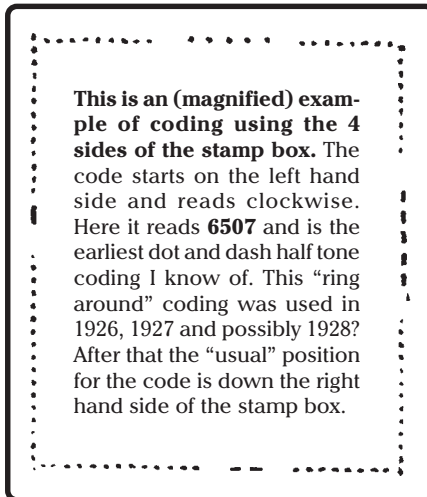 This is an (magnified) exam-
ple of coding using the 4
sides of the stamp box. The
code starts on the left hand
side and reads clockwise.
Here it reads 6507 and is the
earliest dot and dash half tone
coding I know of. This “ring
around” coding was used in
1926, 1927 and possibly 1928?
After that the “usual” position
for the code is down the right
hand side of the stamp box.